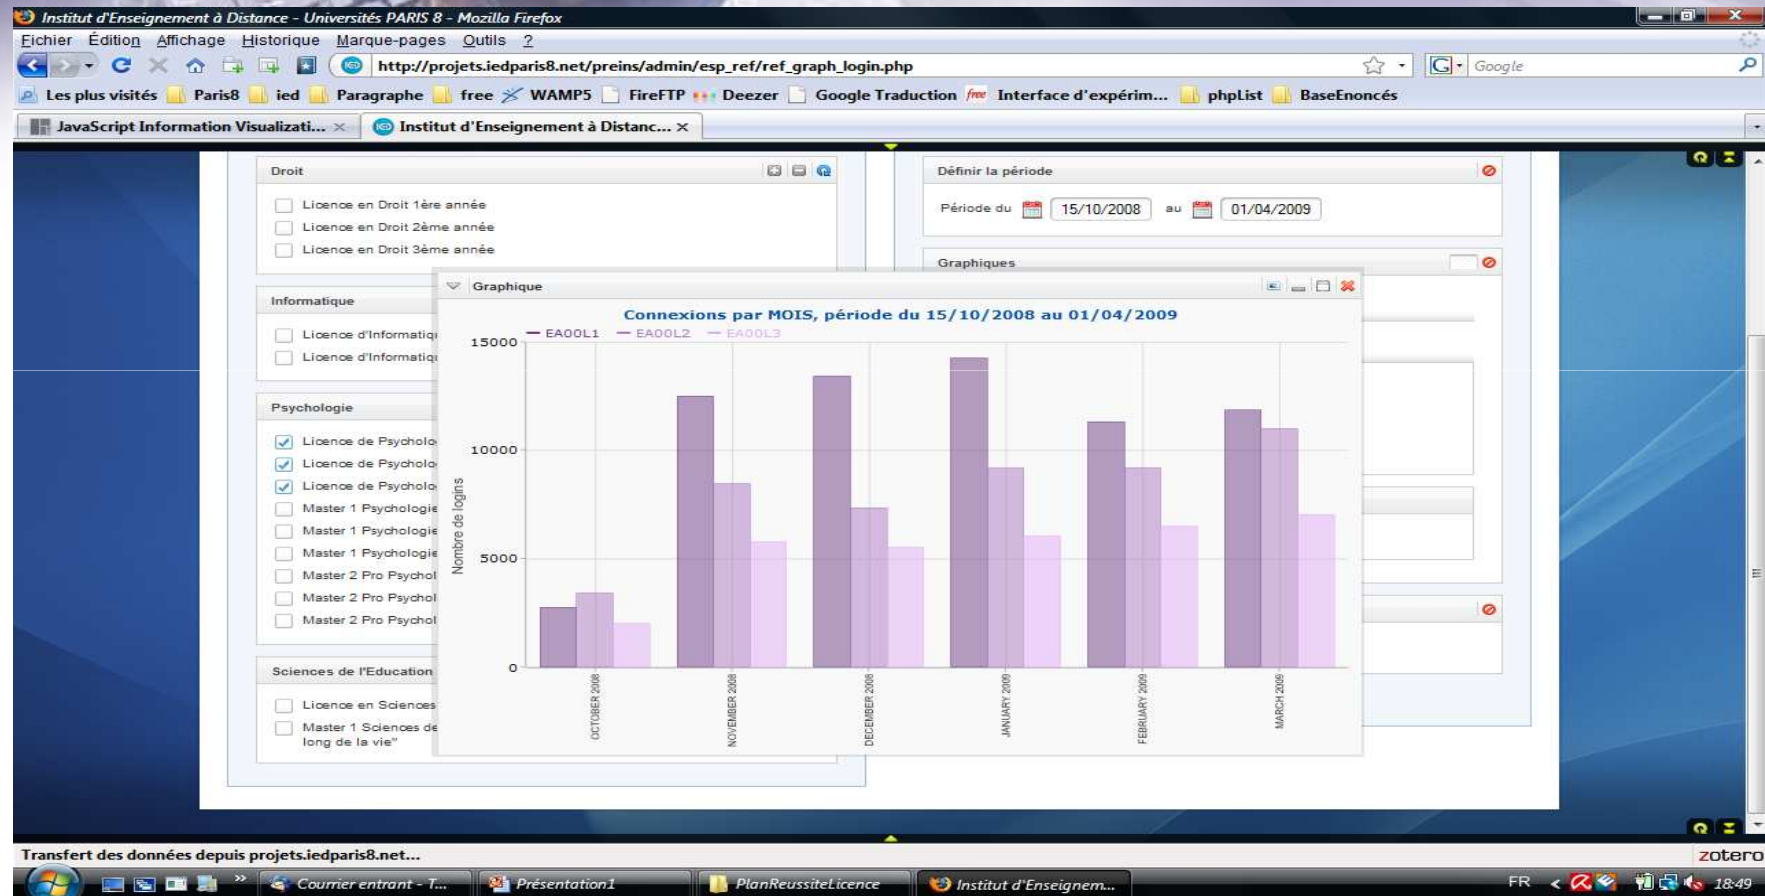 Institut d'Enseignement à Distance - Universités PARIS 8 - Mozilla Firefox
Eichier Édition Affichage Historique Marque-pages Outils ?
http://projets.iedparis8.net/preins/admin/esp_ref/ref_graph_login.php
Google
Les plus visités Paris8 ied Paragraphe free WAMP5 FireFTP Deezer Google Traduction free Interface d'expérim... phpList BaseEnoncés
JavaScript Information Visualizati... Institut d'Enseignement à Distanc...
Droit
Licence en Droit 1ère année
Licence en Droit 2ème année
Licence en Droit 3ème année
Informatique
Licence d'Informatiq
Licence d'Informatiq
Psychologie
Licence de Psycholo
Licence de Psycholo
Licence de Psycholo
Master 1 Psychologie
Master 1 Psychologie
Master 1 Psychologie
Master 2 Pro Psychol
Master 2 Pro Psychol
Master 2 Pro Psychol
Sciences de l'Education
Licence en Sciences
Master 1 Sciences de
long de la vie"
Définir la période
Période du 15/10/2008 au 01/04/2009
Graphiques
Graphique
Connexions par MOIS, période du 15/10/2008 au 01/04/2009
EA00L1 EA00L2 EA00L3
Nombre de logins
15000
10000
5000
0
OCTOBER 2008
NOVEMBER 2008
DECEMBER 2008
JANUARY 2009
FEBRUARY 2009
MARCH 2009
Transfert des données depuis projets.iedparis8.net...
zotero
Courrier entrant - T... Présentation1 PlanReussiteLicence Institut d'Enseignem...
FR 18:49